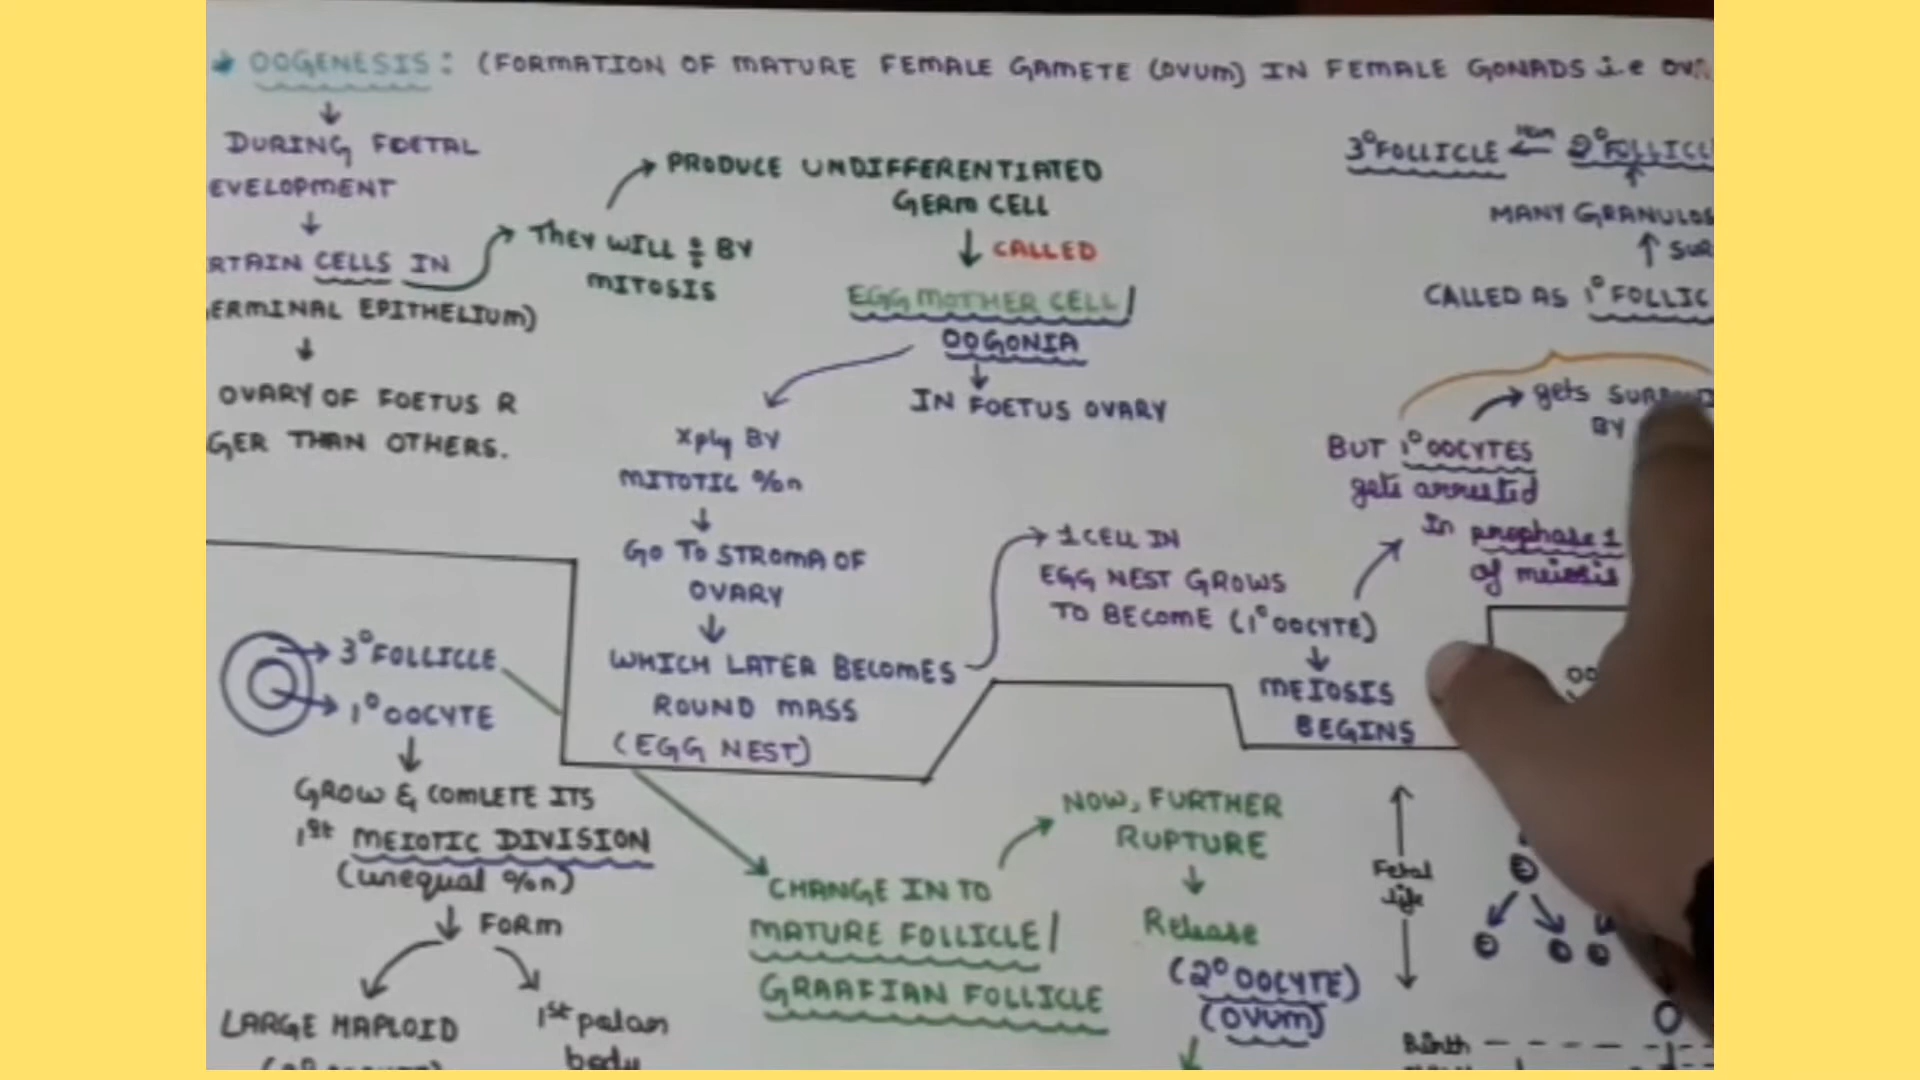 OOGENESIS: (FORMATION OF MATURE FEMALE GAMETE (OVUM) IN FEMALE GONADS i.e OV
DURING FOETAL
EVELOPMENT
RTAIN CELLS IN
ERMINAL EPITHELIUM)
OVARY OF FOETUS R
GER THAN OTHERS.
THEY WILL ÷ BY
MITOSIS
PRODUCE UNDIFFERENTIATED
GERM CELL
CALLED
EGG MOTHER CELL/
OOGONIA
IN FOETUS OVARY
Xply BY
MITOTIC %n
GO TO STROMA OF
OVARY
WHICH LATER BECOMES
ROUND MASS
(EGG NEST)
1 CELL IN
EGG NEST GROWS
TO BECOME (1° OOCYTE)
MEIOSIS
BEGINS
BUT 1° OOCYTES
gets arrested
In prophase 1
of meiosis
gets
BY
CALLED AS 1° FOLLIC
SUR
MANY GRANULOS
3° FOLLICLE 2° FOLLICL
3° FOLLICLE
1° OOCYTE
GROW & COMLETE ITS
1st MEIOTIC DIVISION
(unequal %n)
FORM
LARGE HAPLOID
1st polar
body
CHANGE IN TO
MATURE FOLLICLE/
GRAAFIAN FOLLICLE
NOW, FURTHER
RUPTURE
Release
(2° OOCYTE)
(OVUM)
Fetal
life
Birth